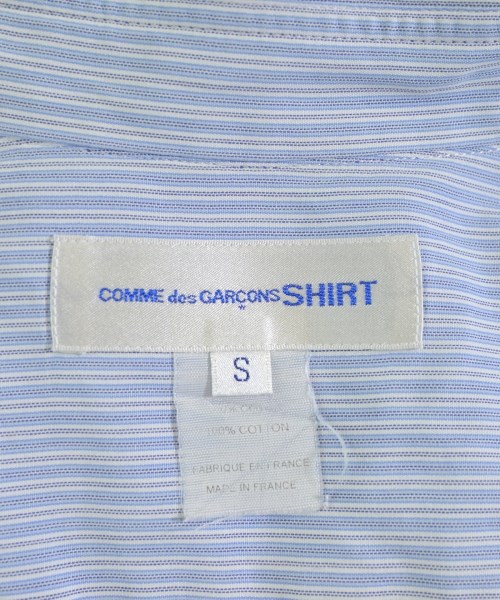 COMME des GARÇONS SHIRT
*
S
100% COTTON
FABRIQUE EN FRANCE
MADE IN FRANCE